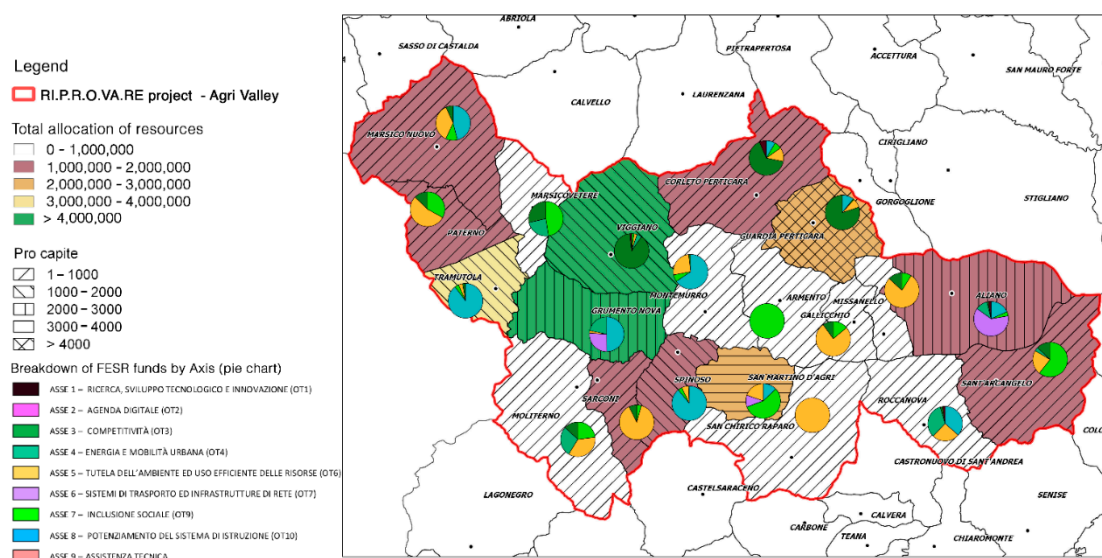 Legend
RI.P.R.O.VA.RE project - Agri Valley
Total allocation of resources
0 - 1,000,000
1,000,000 - 2,000,000
2,000,000 - 3,000,000
3,000,000 - 4,000,000
> 4,000,000
Pro capite
1 - 1000
1000 - 2000
2000 - 3000
3000 - 4000
> 4000
Breakdown of FESR funds by Axis (pie chart)
ASSE 1 – RICERCA, SVILUPPO TECNOLOGICO E INNOVAZIONE (OT1)
ASSE 2 – AGENDA DIGITALE (OT2)
ASSE 3 – COMPETITIVITÀ (OT3)
ASSE 4 – ENERGIA E MOBILITÀ URBANA (OT4)
ASSE 5 – TUTELA DELL'AMBIENTE ED USO EFFICIENTE DELLE RISORSE (OT6)
ASSE 6 – SISTEMI DI TRASPORTO ED INFRASTRUTTURE DI RETE (OT7)
ASSE 7 – INCLUSIONE SOCIALE (OT9)
ASSE 8 – POTENZIAMENTO DEL SISTEMA DI ISTRUZIONE (OT10)
ASSE 9 – ASSISTENZA TECNICA
ABRIOLA
SASSO DI CASTALDA
PIETRAPERTOSA
ACCETTURA
SAN MAURO FORTE
CALVELLO
LAURENZANA
MARSICO NUOVO
CIRIGLIANO
CORLETO PERTICARA
MARSICOVETERE
STIGLIANO
GORGOGLIONE
VIGGIANO
PATERNO
GUARDIA PERTICARA
TRAMUTOLA
MONTEMURRO
ARMENTO
MISSANELLO
ALIANO
GRUMENTO NOVA
GALLICCHIO
SAN MARTINO D'AGRI
SPINOSO
SANT'ARCANGELO
SARCONI
ROCCANOVA
MOLITERNO
SAN CHIRICO RAPARO
COLO
CASTRONUOVO DI SANT'ANDREA
CASTELSARACENO
LAGONEGRO
SENISE
CALVERA
CARBONE
TEANA
CHIAROMONTE